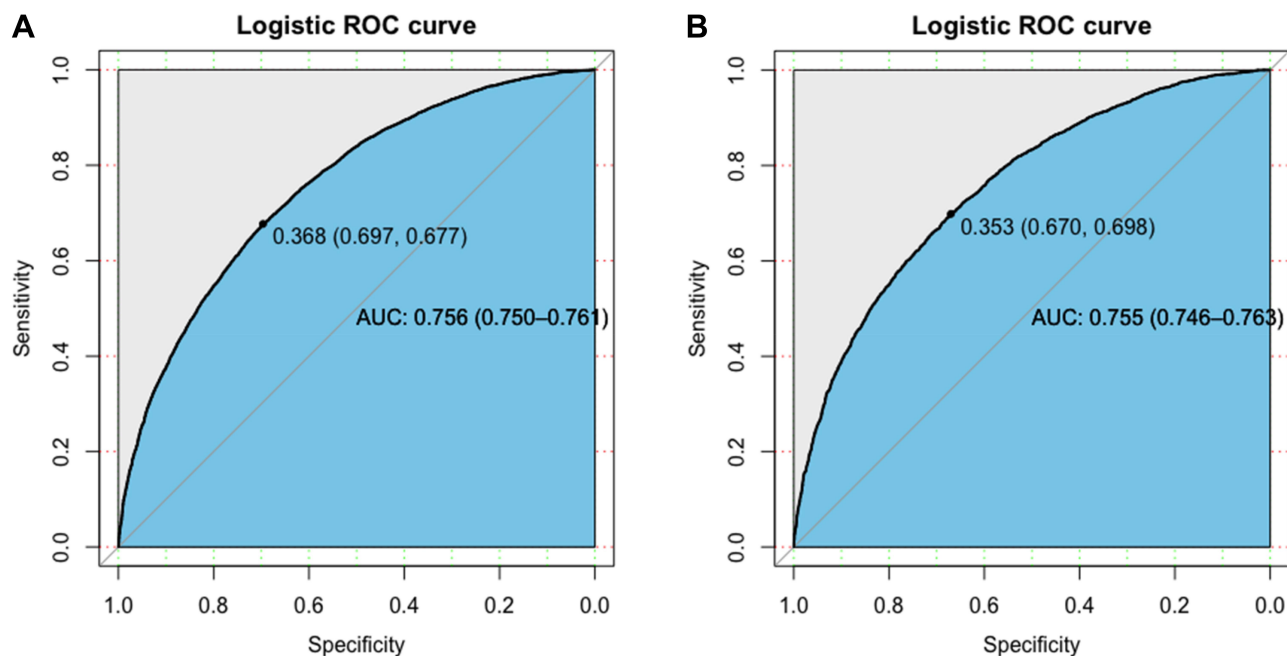 A
Logistic ROC curve
1.0
0.8
0.6
0.4
0.2
0.0
Sensitivity
0.368 (0.697, 0.677)
AUC: 0.756 (0.750–0.761)
1.0 0.8 0.6 0.4 0.2 0.0
Specificity
B
Logistic ROC curve
1.0
0.8
0.6
0.4
0.2
0.0
Sensitivity
0.353 (0.670, 0.698)
AUC: 0.755 (0.746–0.763)
1.0 0.8 0.6 0.4 0.2 0.0
Specificity